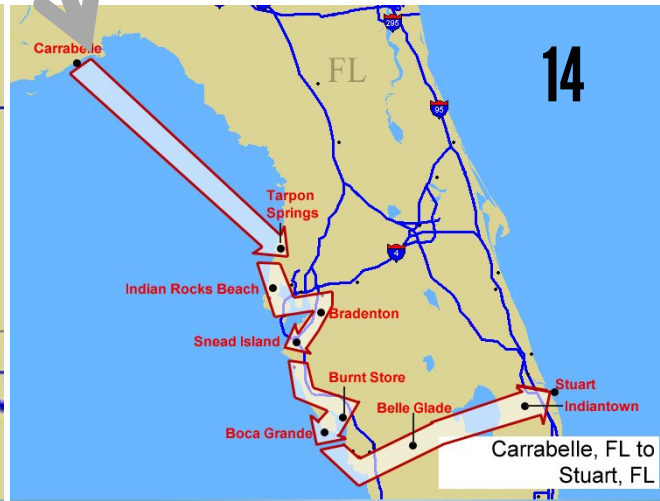 Carrabelle
FL
295
14
95
Tarpon
Springs
4
Indian Rocks Beach
Bradenton
Snead Island
Burnt Store
Stuart
Belle Glade
Indiantown
Boca Grande
Carrabelle, FL to
Stuart, FL